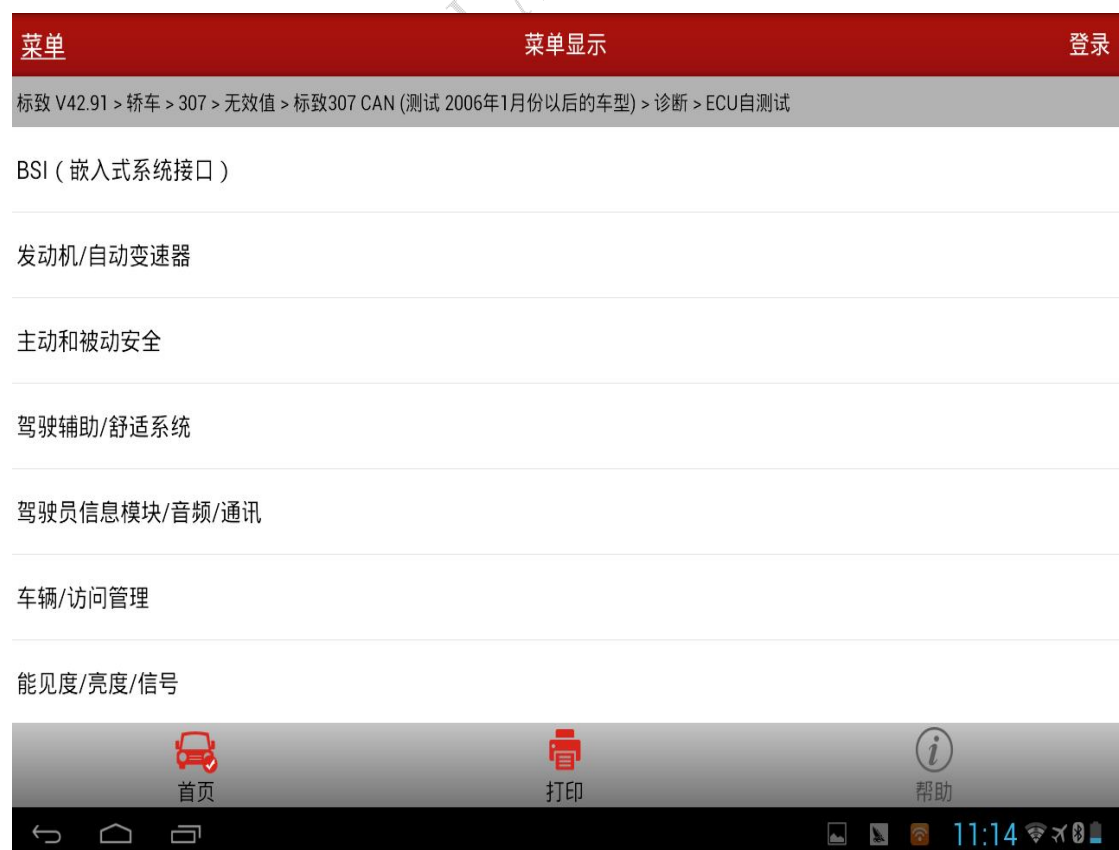 菜单 菜单显示 登录
标致 V42.91 > 轿车 > 307 > 无效值 > 标致307 CAN (测试 2006年1月份以后的车型) > 诊断 > ECU自测试
BSI（嵌入式系统接口）
发动机/自动变速器
主动和被动安全
驾驶辅助/舒适系统
驾驶员信息模块/音频/通讯
车辆/访问管理
能见度/亮度/信号
首页 打印 帮助
11:14